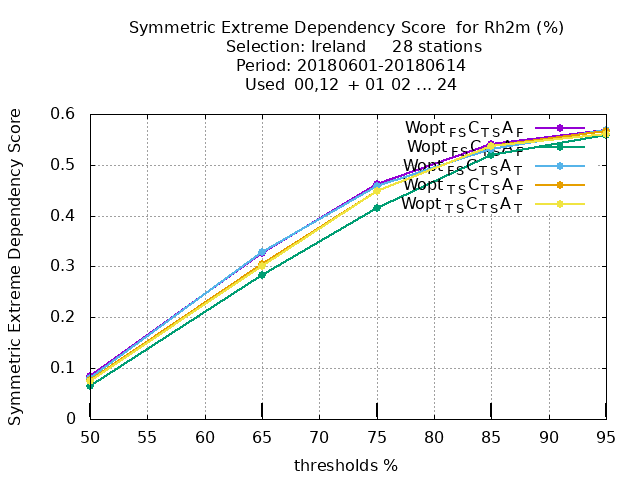 Symmetric Extreme Dependency Score  for Rh2m (%)
Selection: Ireland     28 stations
Period: 20180601-20180614
Used  00,12  + 01 02 ... 24
Symmetric Extreme Dependency Score
0.6
0.5
0.4
0.3
0.2
0.1
0
Wopt FS C TS A F
Wopt FS C FS A F
Wopt FS C TS A T
Wopt TS C TS A F
Wopt TS C TS A T
50 55 60 65 70 75 80 85 90 95
thresholds %